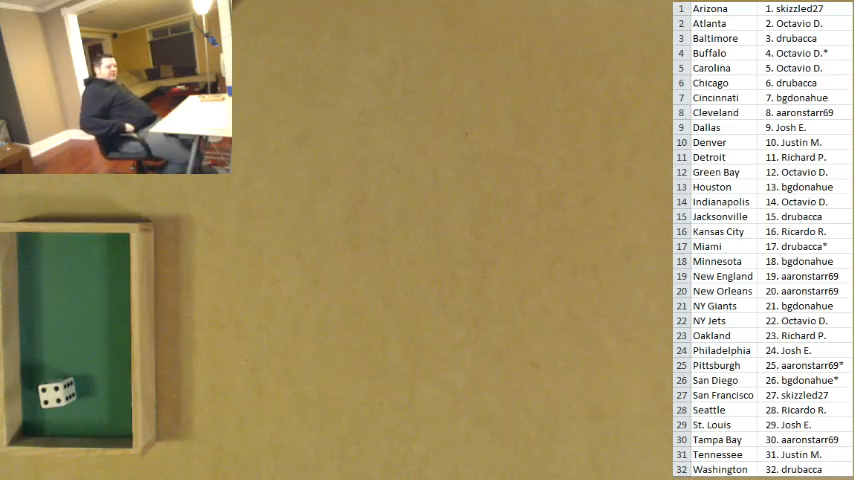 1 Arizona 1. skizzled27
2 Atlanta 2. Octavio D.
3 Baltimore 3. drubacca
4 Buffalo 4. Octavio D.*
5 Carolina 5. Octavio D.
6 Chicago 6. drubacca
7 Cincinnati 7. bgdonahue
8 Cleveland 8. aaronstarr69
9 Dallas 9. Josh E.
10 Denver 10. Justin M.
11 Detroit 11. Richard P.
12 Green Bay 12. Octavio D.
13 Houston 13. bgdonahue
14 Indianapolis 14. Octavio D.
15 Jacksonville 15. drubacca
16 Kansas City 16. Ricardo R.
17 Miami 17. drubacca*
18 Minnesota 18. bgdonahue
19 New England 19. aaronstarr69
20 New Orleans 20. aaronstarr69
21 NY Giants 21. bgdonahue
22 NY Jets 22. Octavio D.
23 Oakland 23. Richard P.
24 Philadelphia 24. Josh E.
25 Pittsburgh 25. aaronstarr69*
26 San Diego 26. bgdonahue*
27 San Francisco 27. skizzled27
28 Seattle 28. Ricardo R.
29 St. Louis 29. Josh E.
30 Tampa Bay 30. aaronstarr69
31 Tennessee 31. Justin M.
32 Washington 32. drubacca